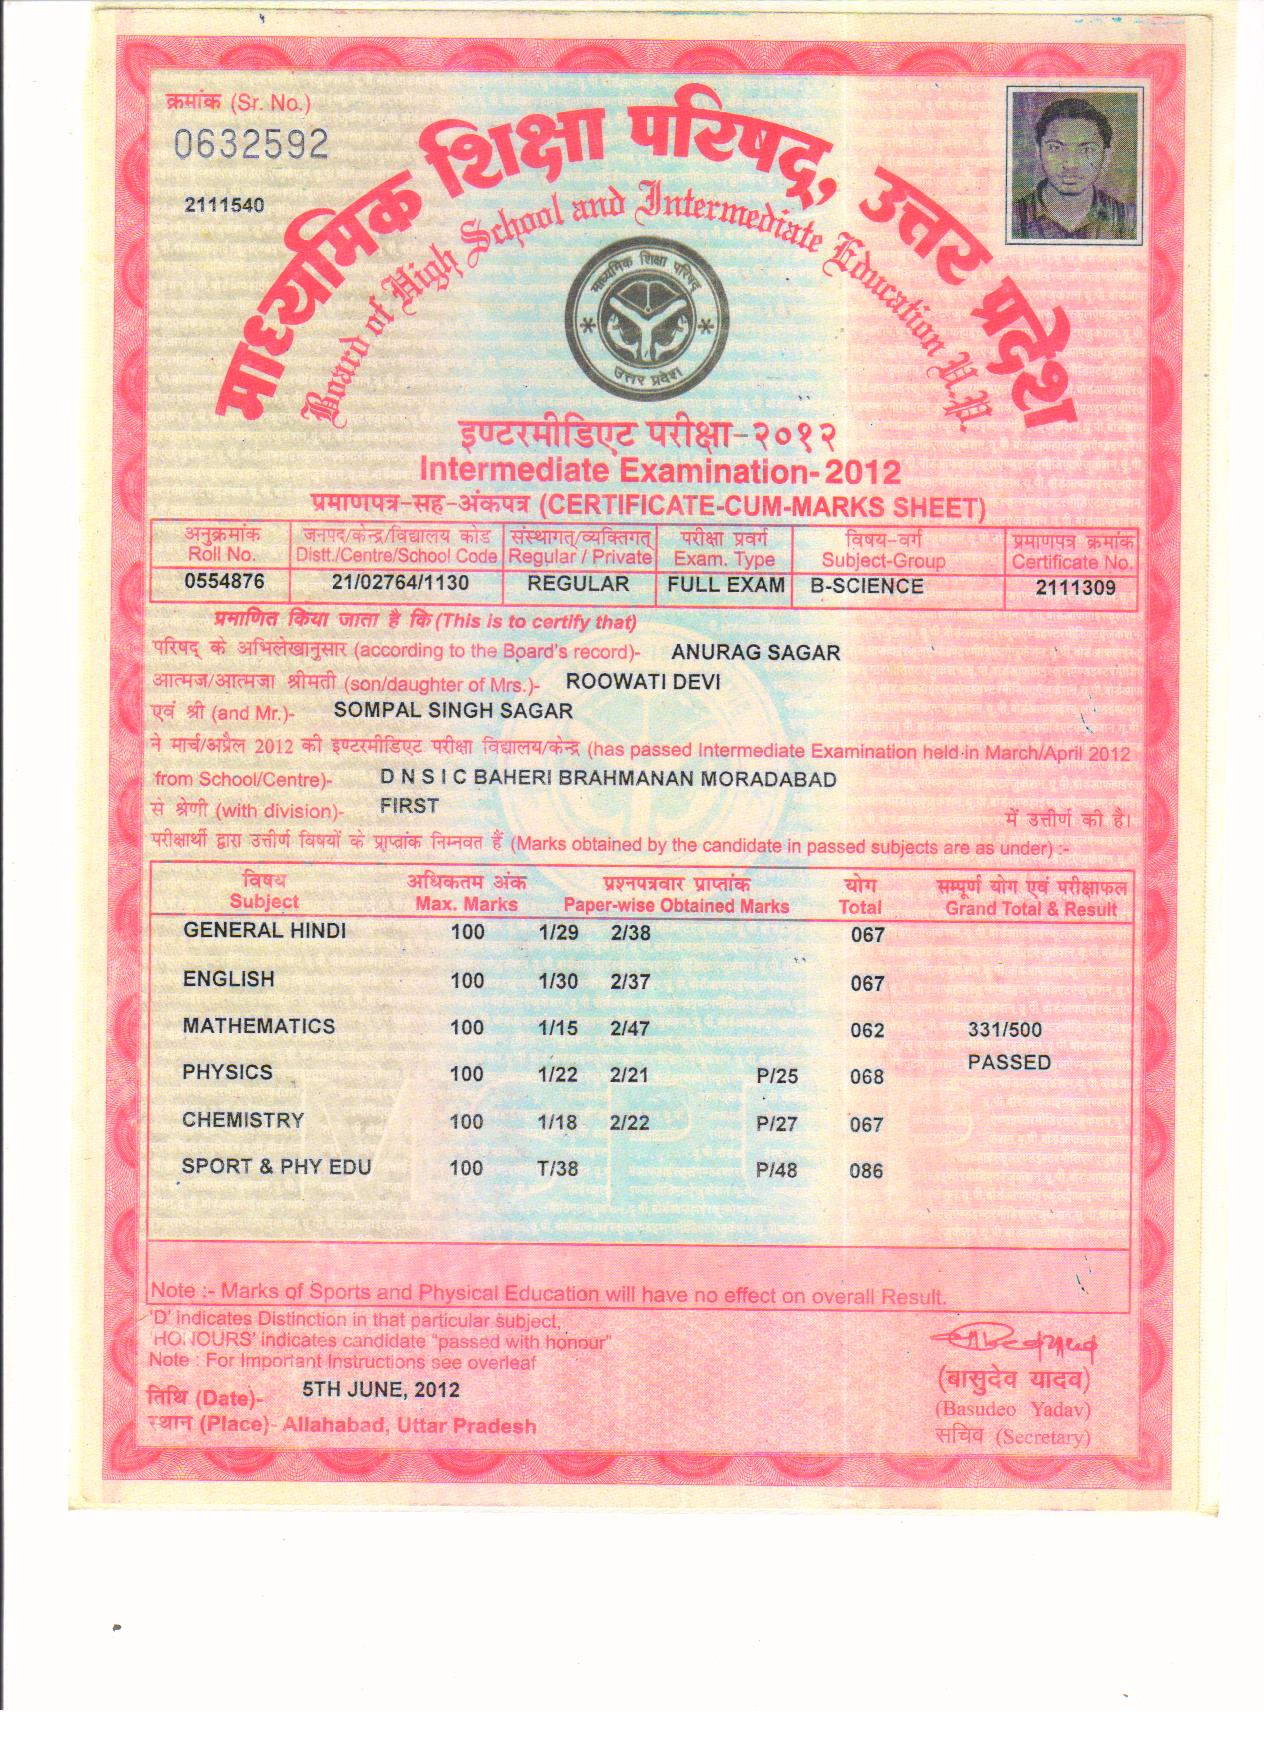 क्रमांक (Sr. No.)
0632592
2111540
माध्यमिक शिक्षा परिषद्, उत्तर प्रदेश
Board of High School and Intermediate Education U.P.
माध्यमिक शिक्षा परिषद्
उत्तर प्रदेश
इण्टरमीडिएट परीक्षा-२०१२
Intermediate Examination- 2012
प्रमाणपत्र-सह-अंकपत्र (CERTIFICATE-CUM-MARKS SHEET)
अनुक्रमांक जनपद/केन्द्र/विद्यालय कोड संस्थागत/व्यक्तिगत परीक्षा प्रवर्ग विषय-वर्ग प्रमाणपत्र क्रमांक
Roll No. Distt./Centre/School Code Regular / Private Exam. Type Subject-Group Certificate No.
0554876 21/02764/1130 REGULAR FULL EXAM B-SCIENCE 2111309
प्रमाणित किया जाता है कि (This is to certify that)
परिषद् के अभिलेखानुसार (according to the Board's record)- ANURAG SAGAR
आत्मज/आत्मजा श्रीमती (son/daughter of Mrs.)- ROOWATI DEVI
एवं श्री (and Mr.)- SOMPAL SINGH SAGAR
ने मार्च/अप्रैल 2012 की इण्टरमीडिएट परीक्षा विद्यालय/केन्द्र (has passed Intermediate Examination held in March/April 2012
from School/Centre)- D N S I C BAHERI BRAHMANAN MORADABAD
से श्रेणी (with division)- FIRST में उत्तीर्ण की है।
परीक्षार्थी द्वारा उत्तीर्ण विषयों के प्राप्तांक निम्नवत हैं (Marks obtained by the candidate in passed subjects are as under) :-
विषय अधिकतम अंक प्रश्नपत्रवार प्राप्तांक योग सम्पूर्ण योग एवं परीक्षाफल
Subject Max. Marks Paper-wise Obtained Marks Total Grand Total & Result
GENERAL HINDI 100 1/29 2/38 067
ENGLISH 100 1/30 2/37 067
MATHEMATICS 100 1/15 2/47 062 331/500
PASSED
PHYSICS 100 1/22 2/21 P/25 068
CHEMISTRY 100 1/18 2/22 P/27 067
SPORT & PHY EDU 100 T/38 P/48 086
Note :- Marks of Sports and Physical Education will have no effect on overall Result.
'D' indicates Distinction in that particular subject,
'HONOURS' indicates candidate "passed with honour"
Note : For Important Instructions see overleaf
तिथि (Date)- 5TH JUNE, 2012
स्थान (Place)- Allahabad, Uttar Pradesh
(बासुदेव यादव)
(Basudeo Yadav)
सचिव (Secretary)